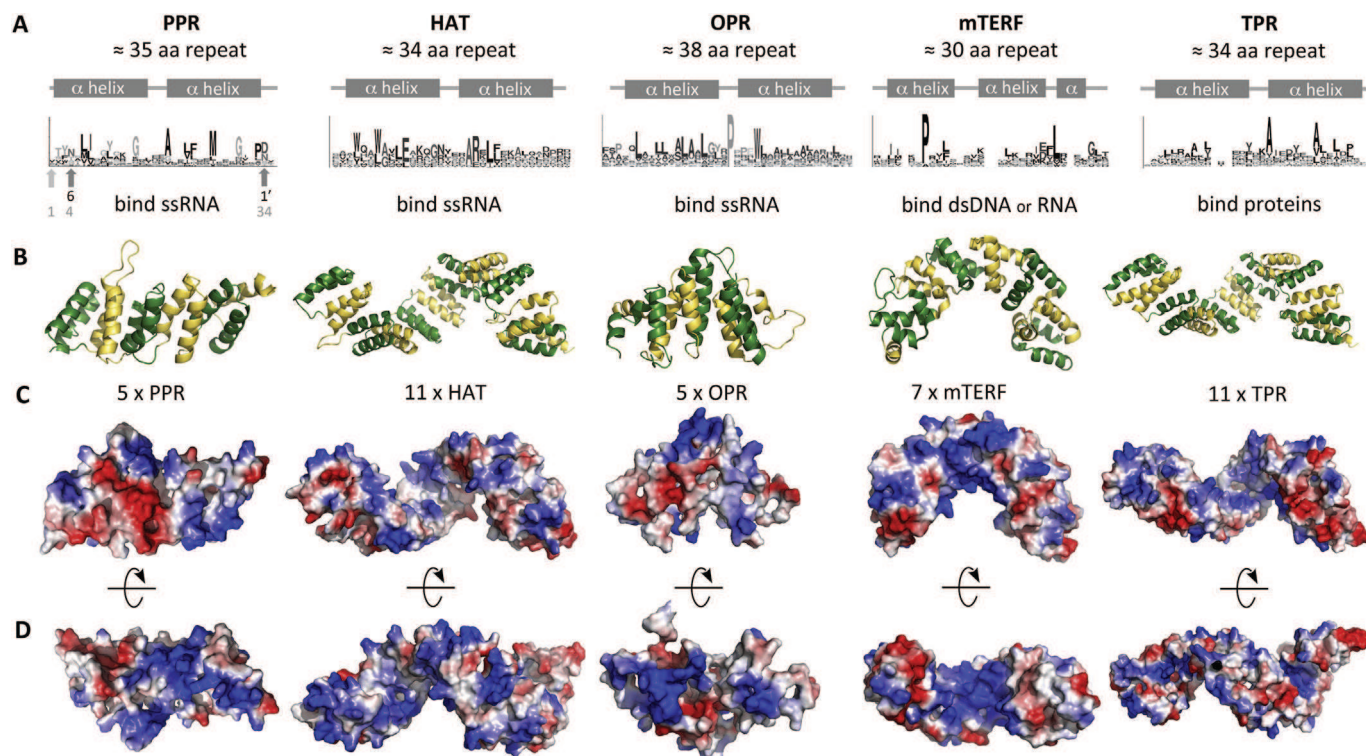 A
PPR
HAT
OPR
mTERF
TPR
≈ 35 aa repeat
≈ 34 aa repeat
≈ 38 aa repeat
≈ 30 aa repeat
≈ 34 aa repeat
α helix
α helix
α helix
α helix
α helix
α helix
α helix
α helix
α
α helix
α helix
6
1'
1
4
34
bind ssRNA
bind ssRNA
bind ssRNA
bind dsDNA or RNA
bind proteins
B
C
5 x PPR
11 x HAT
5 x OPR
7 x mTERF
11 x TPR
D